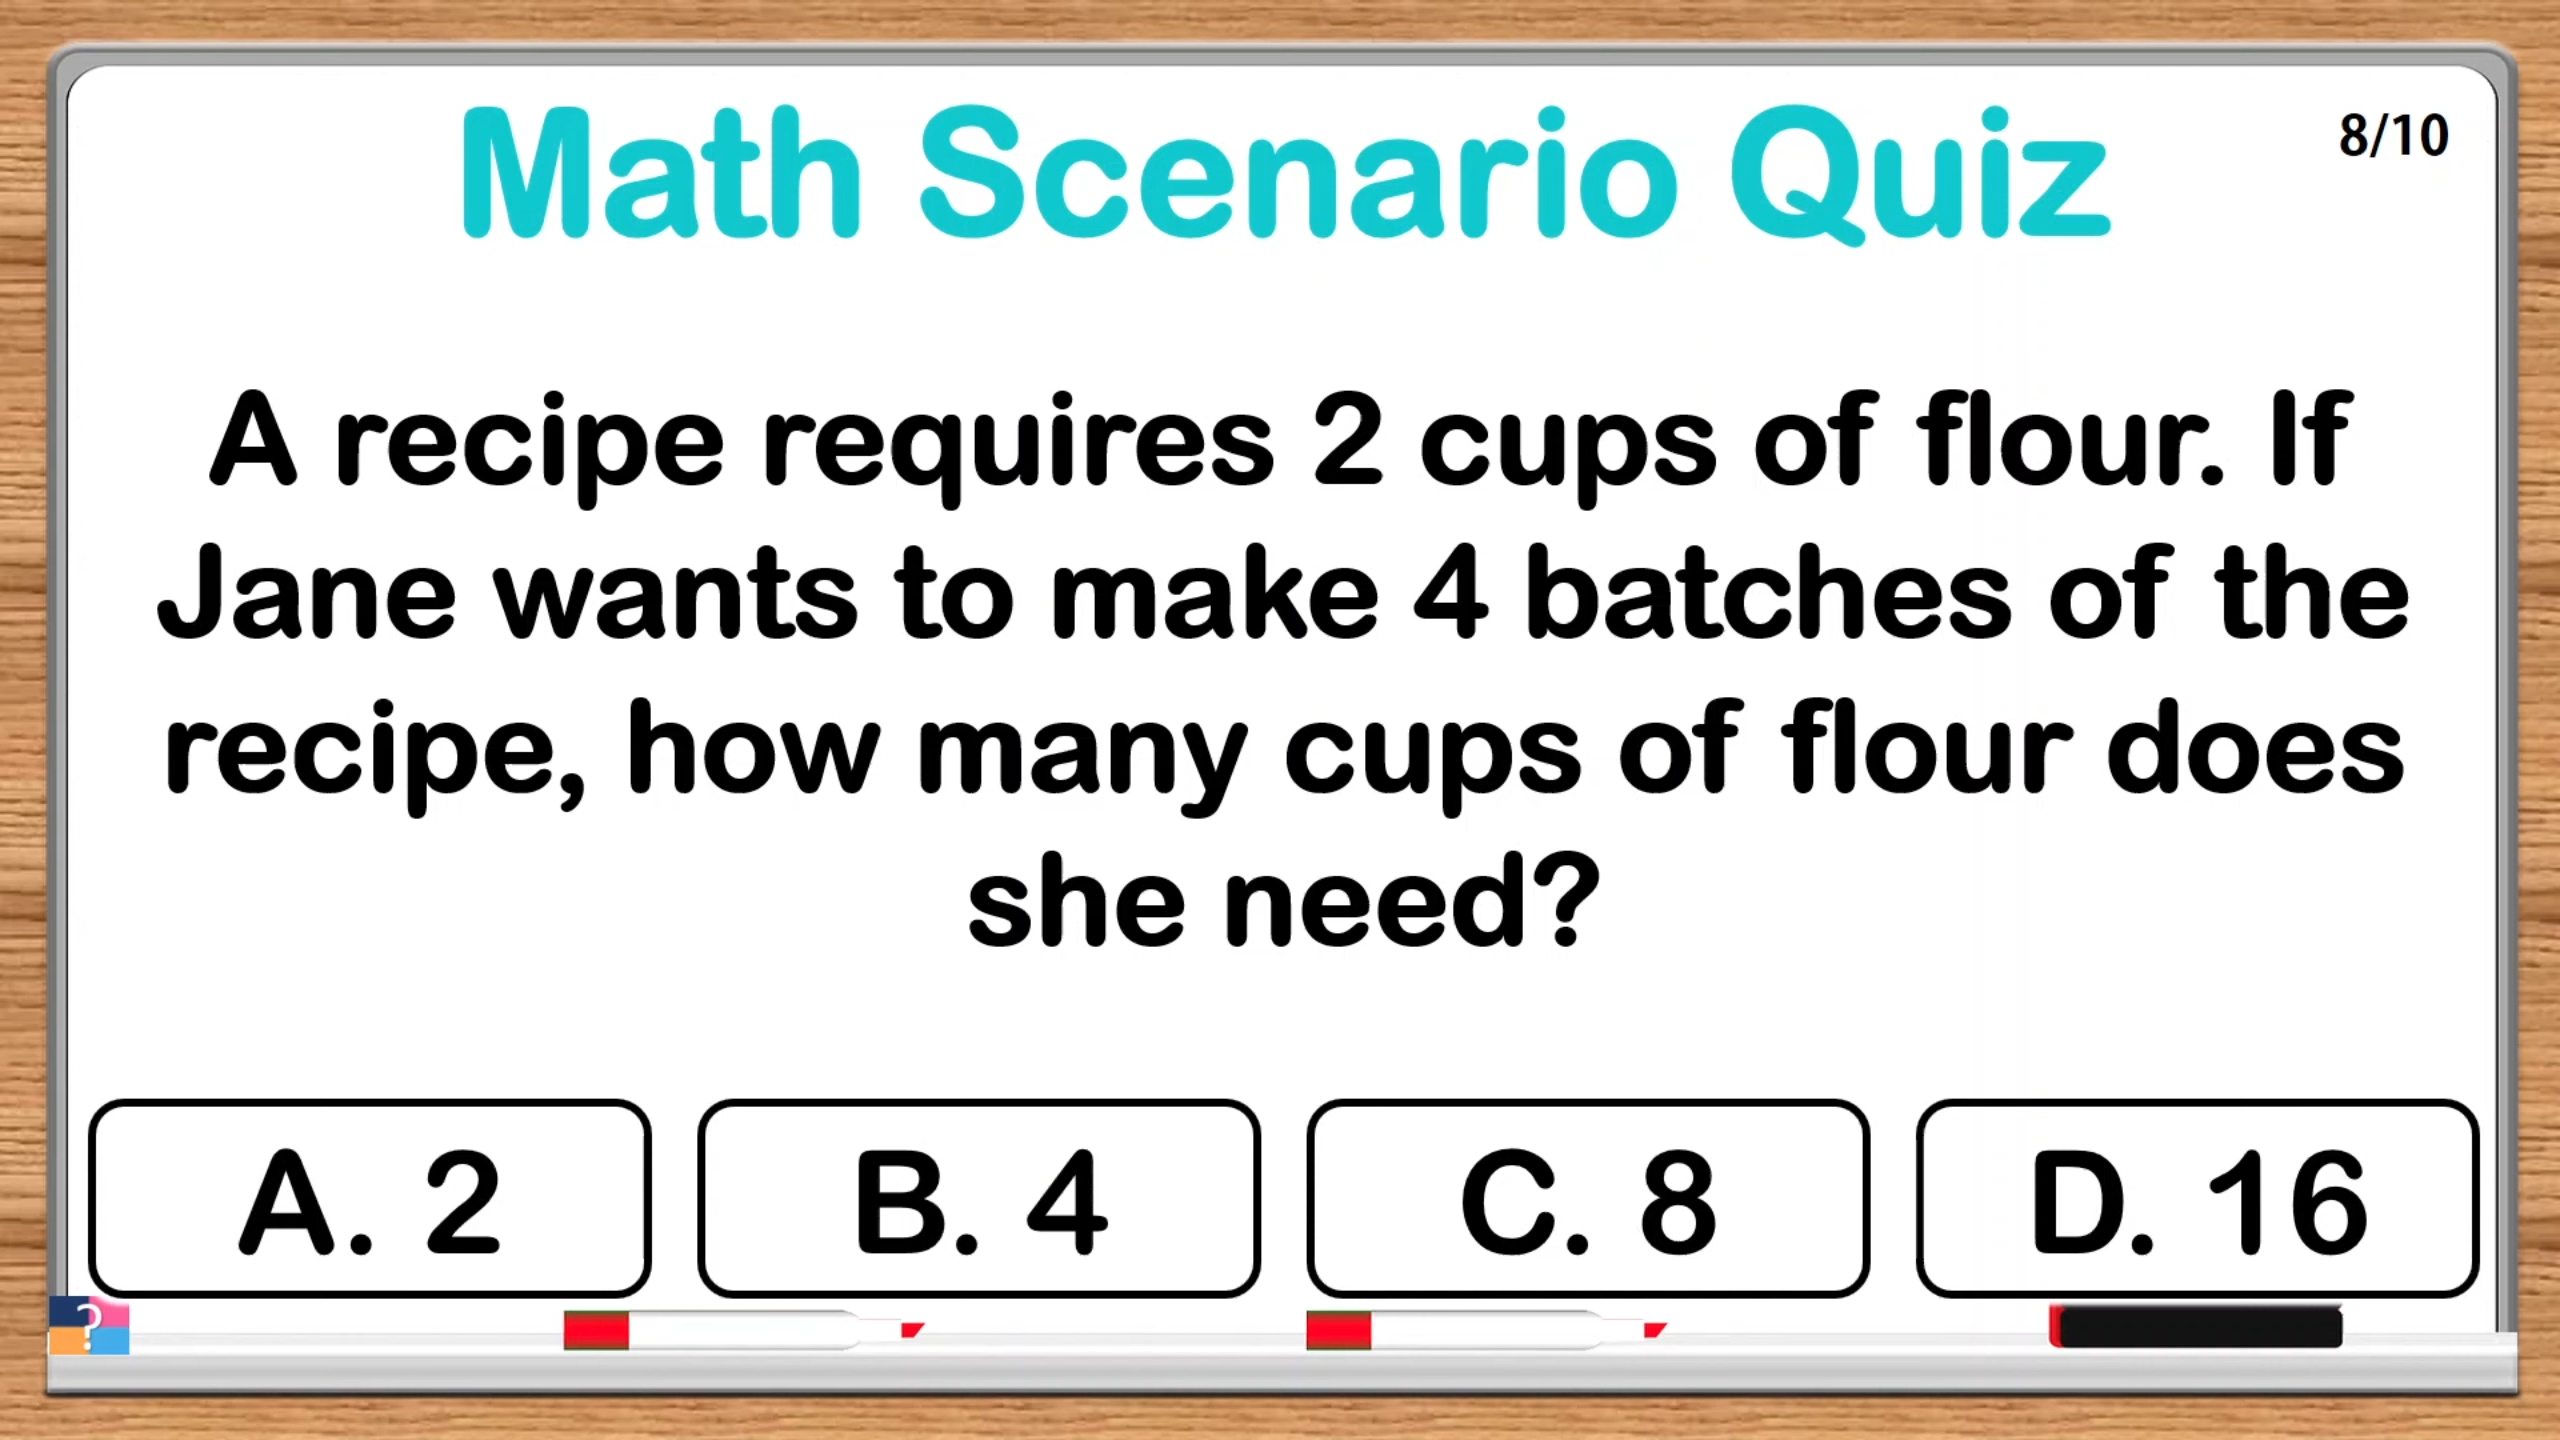 Math Scenario Quiz
8/10
A recipe requires 2 cups of flour. If
Jane wants to make 4 batches of the
recipe, how many cups of flour does
she need?
A. 2
B. 4
C. 8
D. 16
?